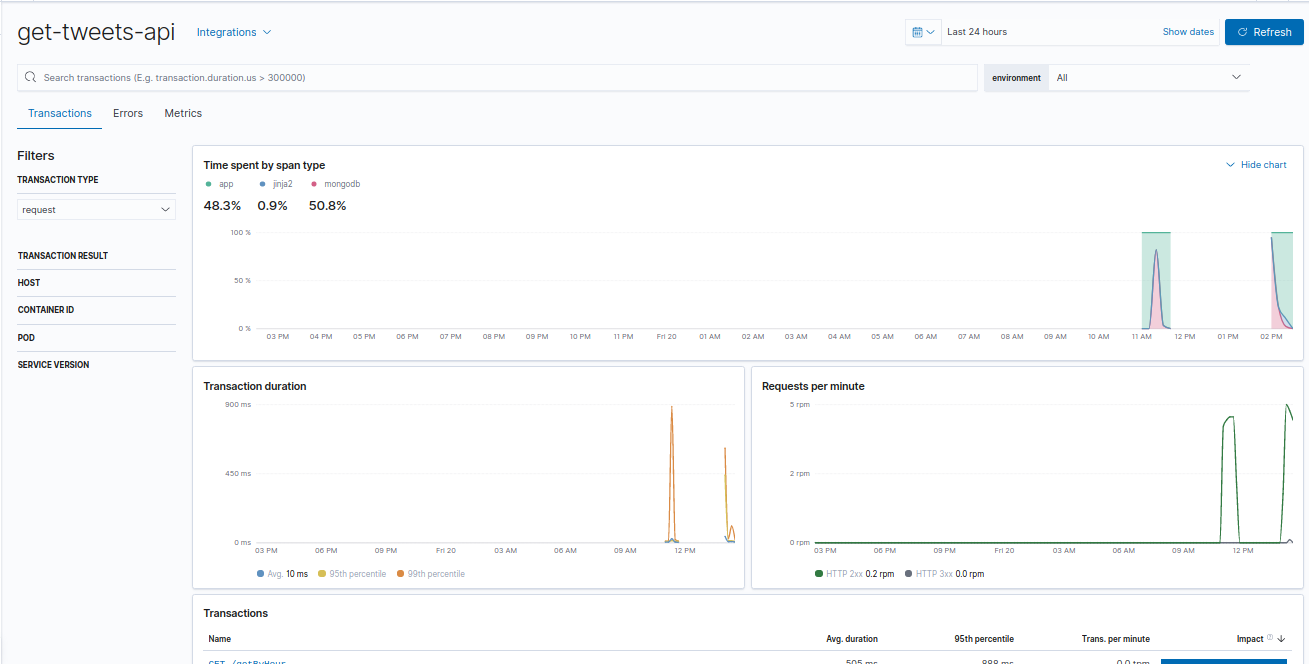 get-tweets-api Integrations Last 24 hours Show dates Refresh
Search transactions (E.g. transaction.duration.us > 300000) environment All
Transactions Errors Metrics
Filters
TRANSACTION TYPE
request
TRANSACTION RESULT
HOST
CONTAINER ID
POD
SERVICE VERSION
Time spent by span type Hide chart
app jinja2 mongodb
48.3% 0.9% 50.8%
100 %
50 %
0 %
03 PM 04 PM 05 PM 06 PM 07 PM 08 PM 09 PM 10 PM 11 PM Fri 20 01 AM 02 AM 03 AM 04 AM 05 AM 06 AM 07 AM 08 AM 09 AM 10 AM 11 AM 12 PM 01 PM 02 PM
Transaction duration
900 ms
450 ms
0 ms
03 PM 06 PM 09 PM Fri 20 03 AM 06 AM 09 AM 12 PM
Avg. 10 ms 95th percentile 99th percentile
Requests per minute
5 rpm
2 rpm
0 rpm
03 PM 06 PM 09 PM Fri 20 03 AM 06 AM 09 AM 12 PM
HTTP 2xx 0.2 rpm HTTP 3xx 0.0 rpm
Transactions
Name Avg. duration 95th percentile Trans. per minute Impact
GET /getByHour 505 ms 888 ms 0.0 tpm